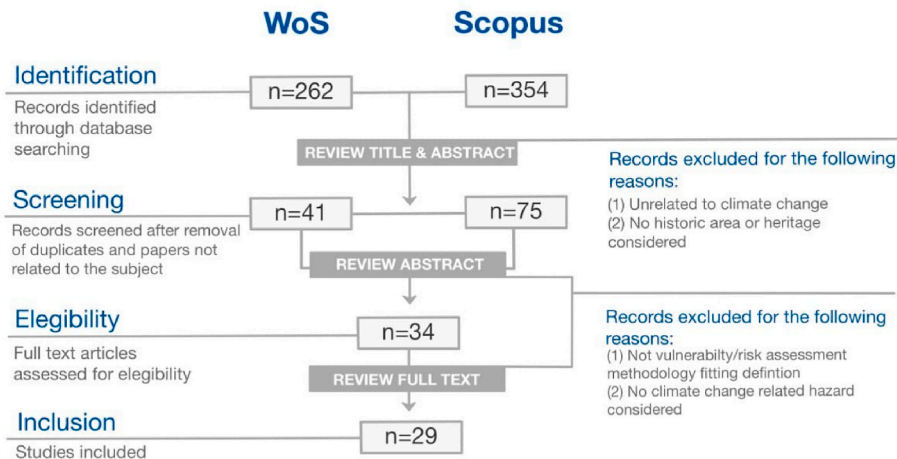 WoS Scopus
Identification
n=262 n=354
Records identified
through database
searching
REVIEW TITLE & ABSTRACT
Records excluded for the following
reasons:
(1) Unrelated to climate change
(2) No historic area or heritage
considered
Screening
n=41 n=75
Records screened after removal
of duplicates and papers not
related to the subject
REVIEW ABSTRACT
Elegibility
n=34
Full text articles
assessed for elegibility
REVIEW FULL TEXT
Records excluded for the following
reasons:
(1) Not vulnerabilty/risk assessment
methodology fitting defintion
(2) No climate change related hazard
considered
Inclusion
n=29
Studies included